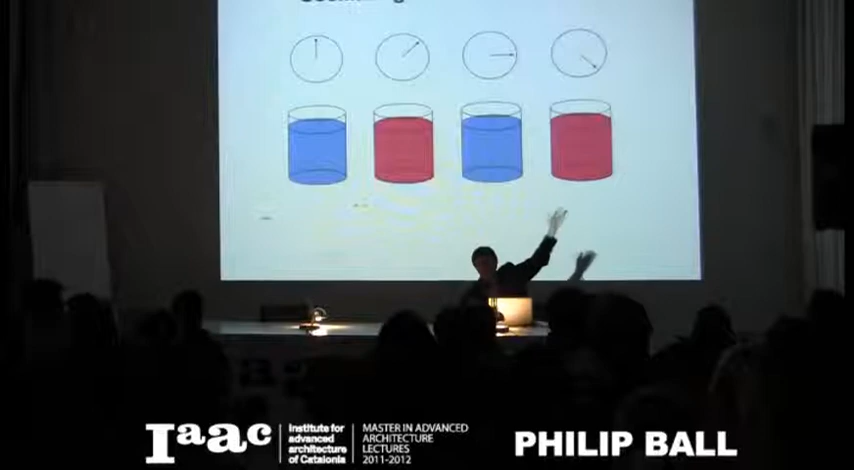 Iaac
Institute for
advanced
architecture
of Catalonia
MASTER IN ADVANCED
ARCHITECTURE
LECTURES
2011-2012
PHILIP BALL